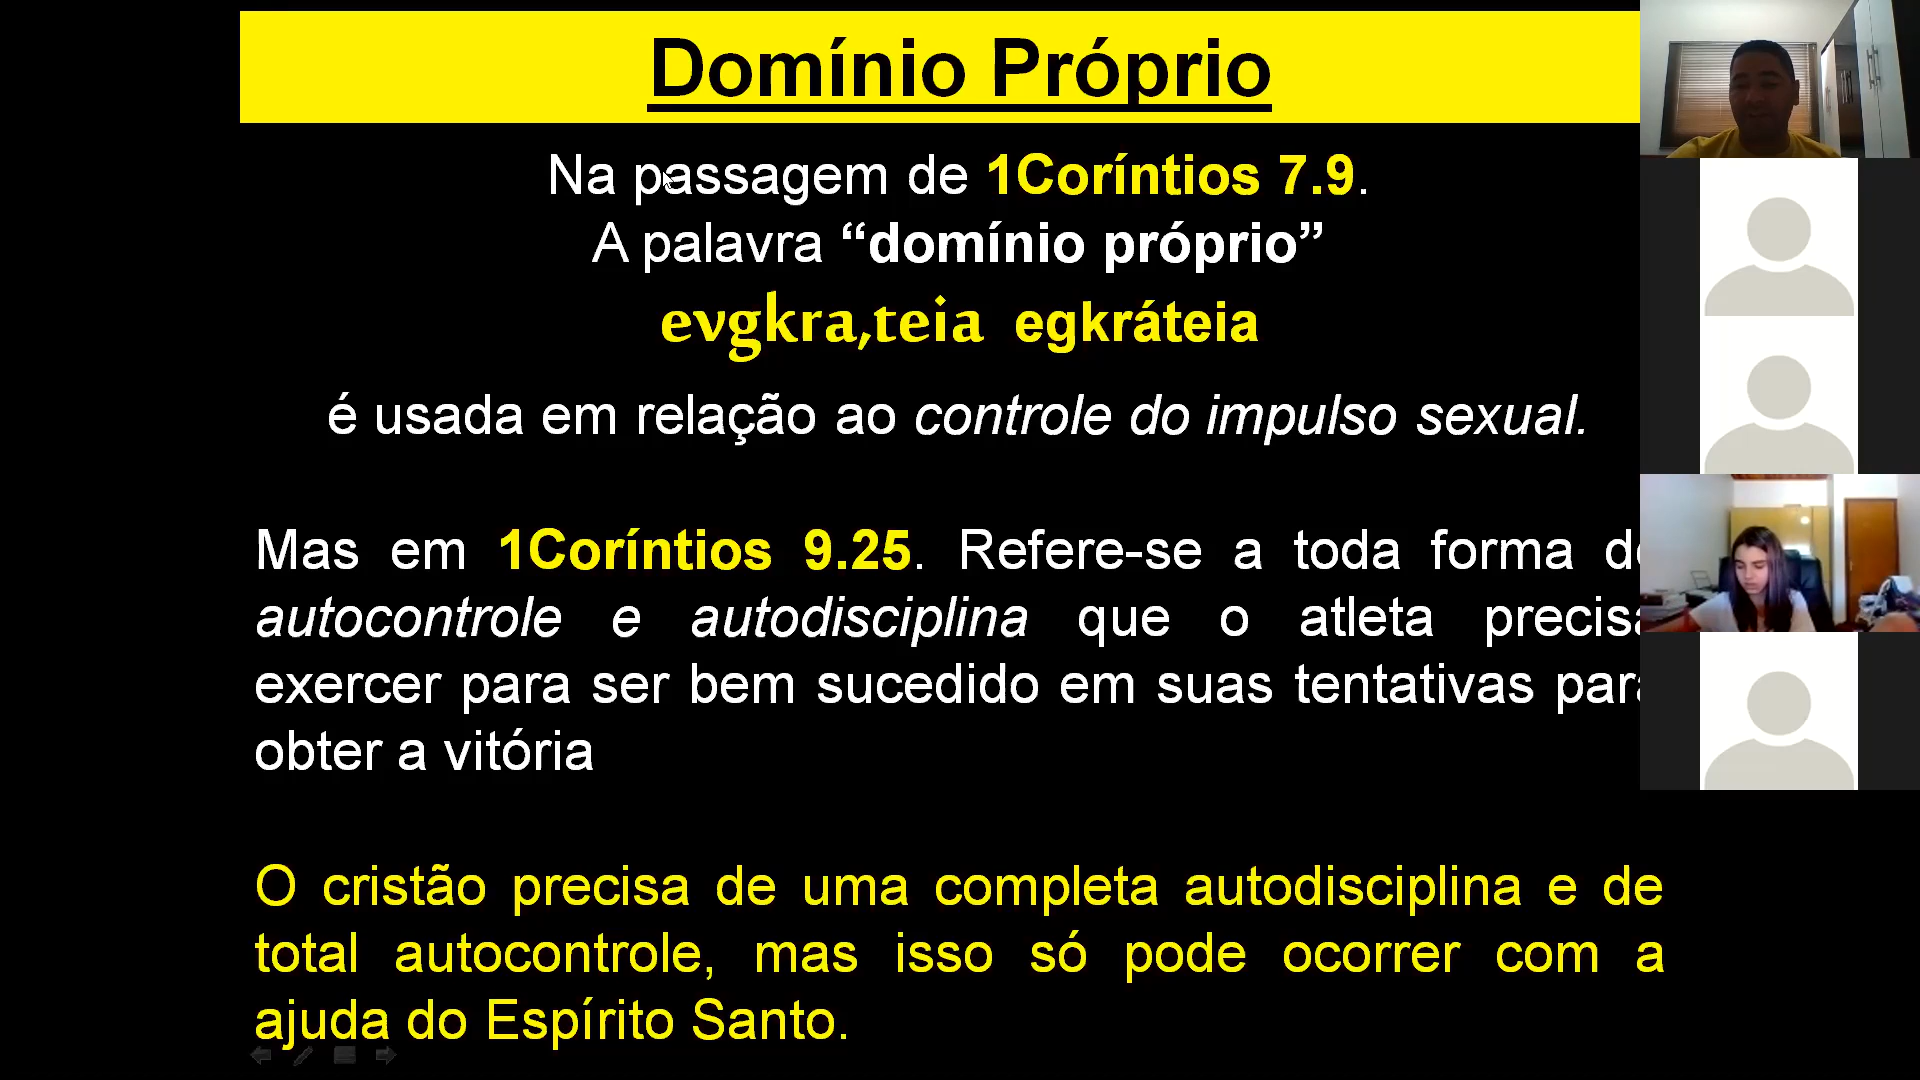 Domínio Próprio
Na passagem de 1Coríntios 7.9.
A palavra “domínio próprio”
evgkra,teia egkráteia
é usada em relação ao controle do impulso sexual.
Mas em 1Coríntios 9.25. Refere-se a toda forma de
autocontrole e autodisciplina que o atleta precisa
exercer para ser bem sucedido em suas tentativas para
obter a vitória
O cristão precisa de uma completa autodisciplina e de
total autocontrole, mas isso só pode ocorrer com a
ajuda do Espírito Santo.